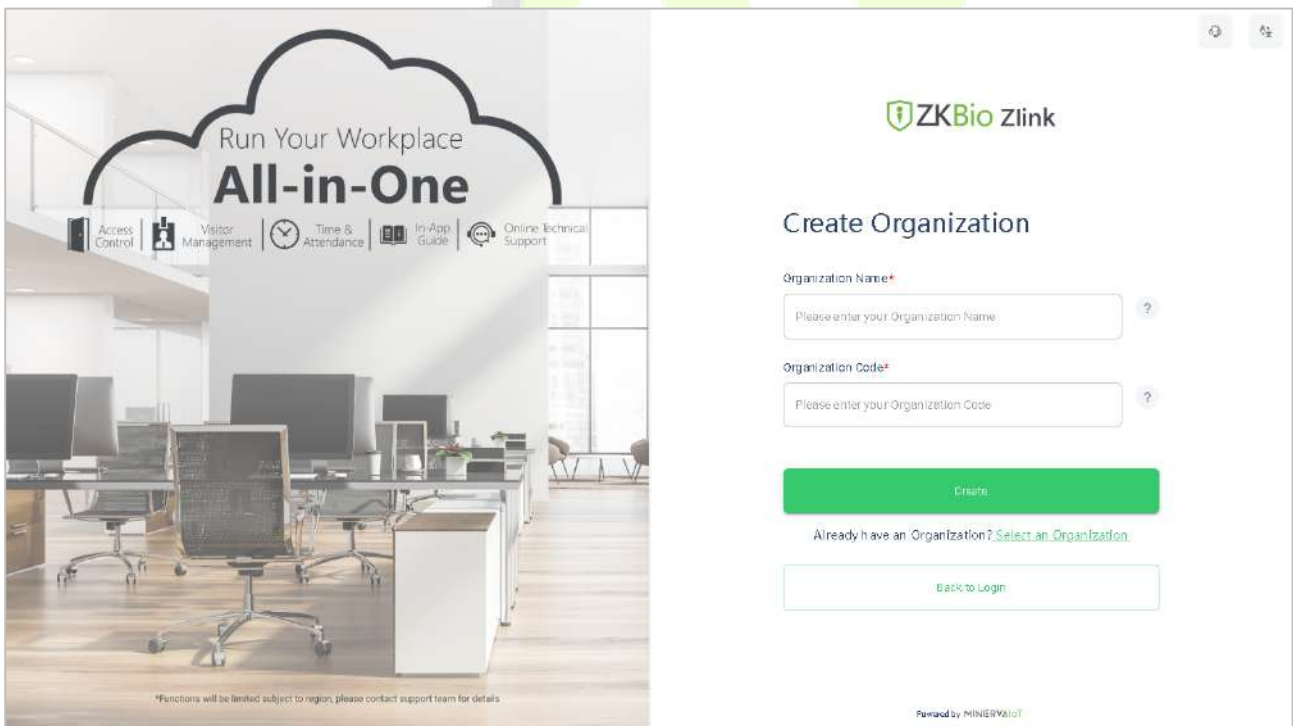 Run Your Workplace
All-in-One
Access Control
Visitor Management
Time & Attendance
In-App Guide
Online Technical Support
*Functions will be limited subject to region, please contact support team for details
ZKBio Zlink
Create Organization
Organization Name*
Please enter your Organization Name
?
Organization Code*
Please enter your Organization Code
?
Create
Already have an Organization? Select an Organization
Back to Login
Powered by MINERVAIoT